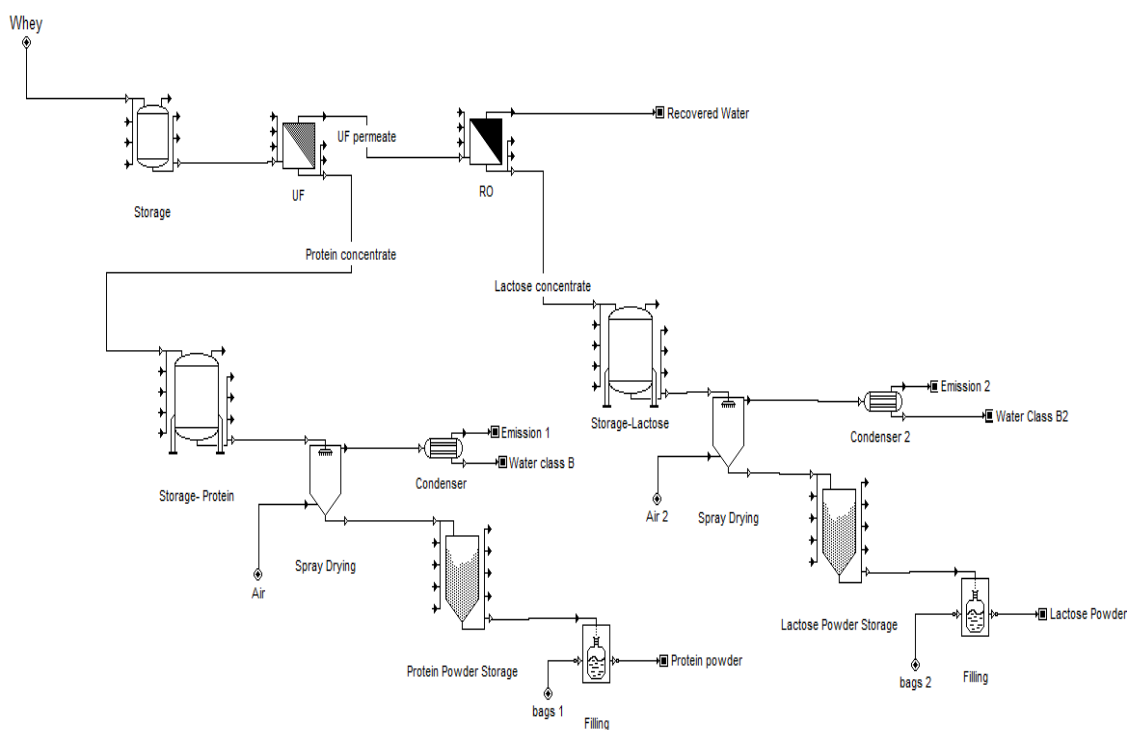 Whey
Storage
UF
UF permeate
RO
Recovered Water
Protein concentrate
Lactose concentrate
Storage- Protein
Spray Drying
Air
Condenser
Emission 1
Water class B
Protein Powder Storage
bags 1
Filling
Protein powder
Storage-Lactose
Spray Drying
Air 2
Condenser 2
Emission 2
Water Class B2
Lactose Powder Storage
bags 2
Filling
Lactose Powder